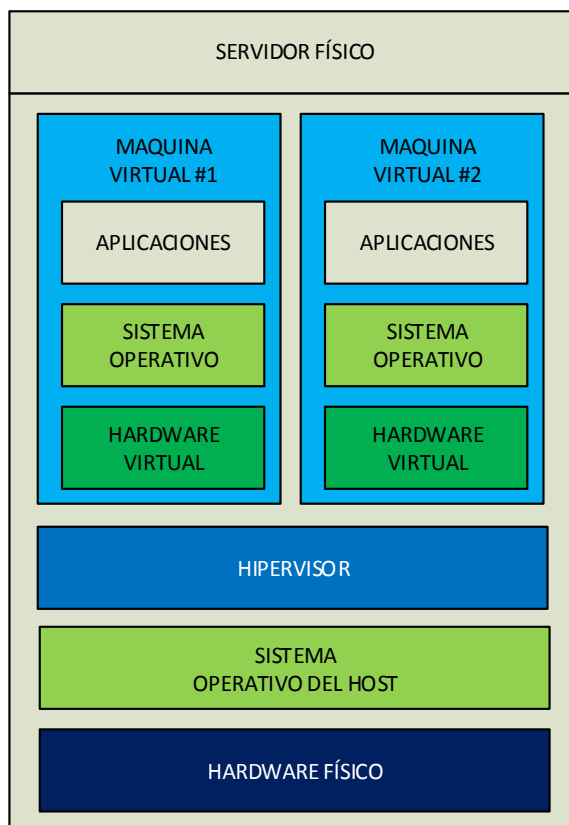 SERVIDOR FÍSICO
MAQUINA
VIRTUAL #1
APLICACIONES
SISTEMA
OPERATIVO
HARDWARE
VIRTUAL
MAQUINA
VIRTUAL #2
APLICACIONES
SISTEMA
OPERATIVO
HARDWARE
VIRTUAL
HIPERVISOR
SISTEMA
OPERATIVO DEL HOST
HARDWARE FÍSICO